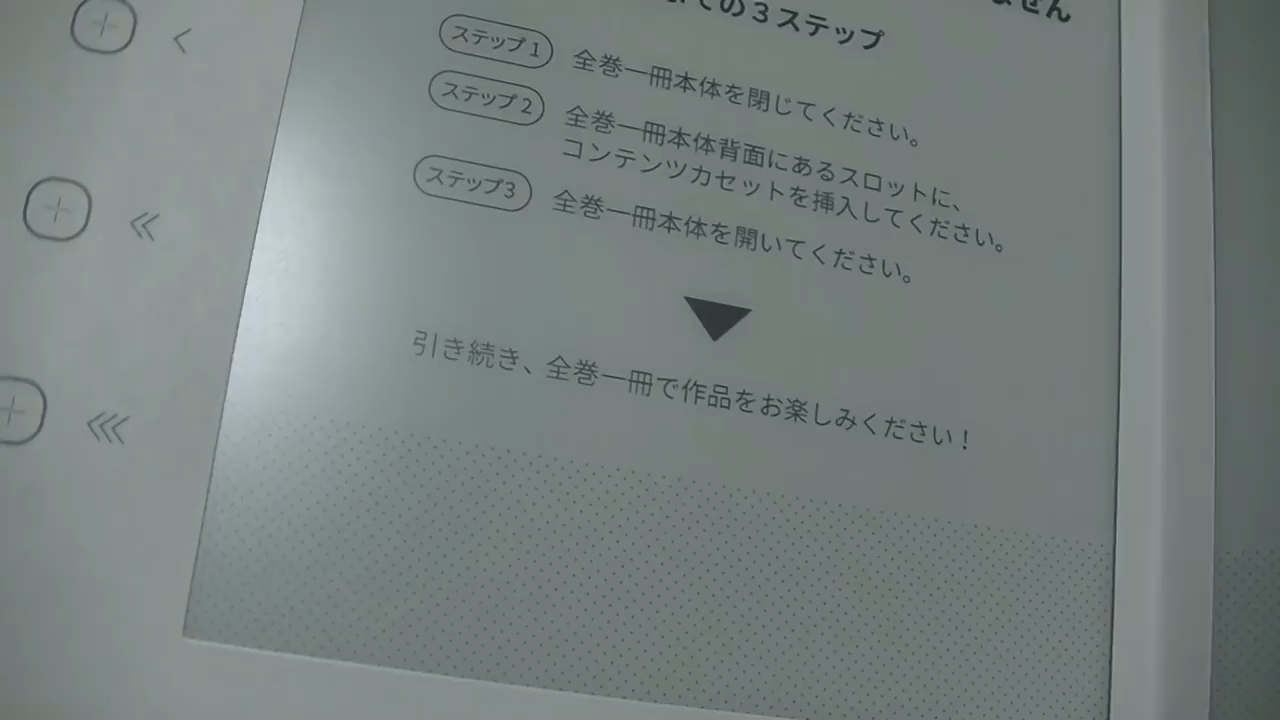 ません
ての3ステップ
ステップ1
全巻一冊本体を閉じてください。
ステップ2
全巻一冊本体背面にあるスロットに、
コンテンツカセットを挿入してください。
ステップ3
全巻一冊本体を開いてください。
引き続き、全巻一冊で作品をお楽しみください！